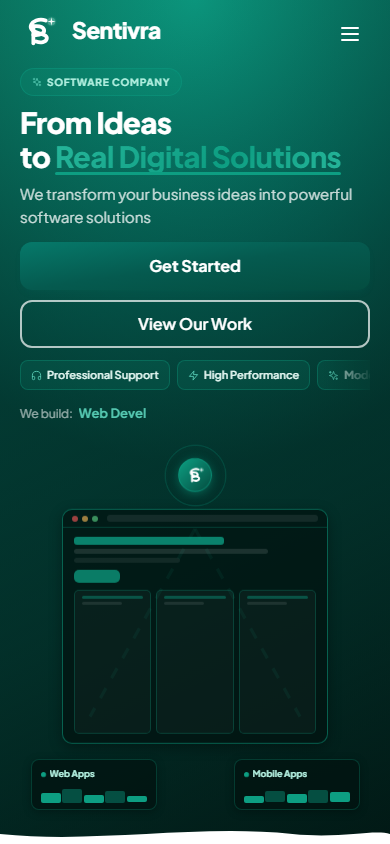 Sentivra
SOFTWARE COMPANY
From Ideas
to Real Digital Solutions
We transform your business ideas into powerful
software solutions
Get Started
View Our Work
Professional Support
High Performance
We build: Web Devel
Web Apps
Mobile Apps